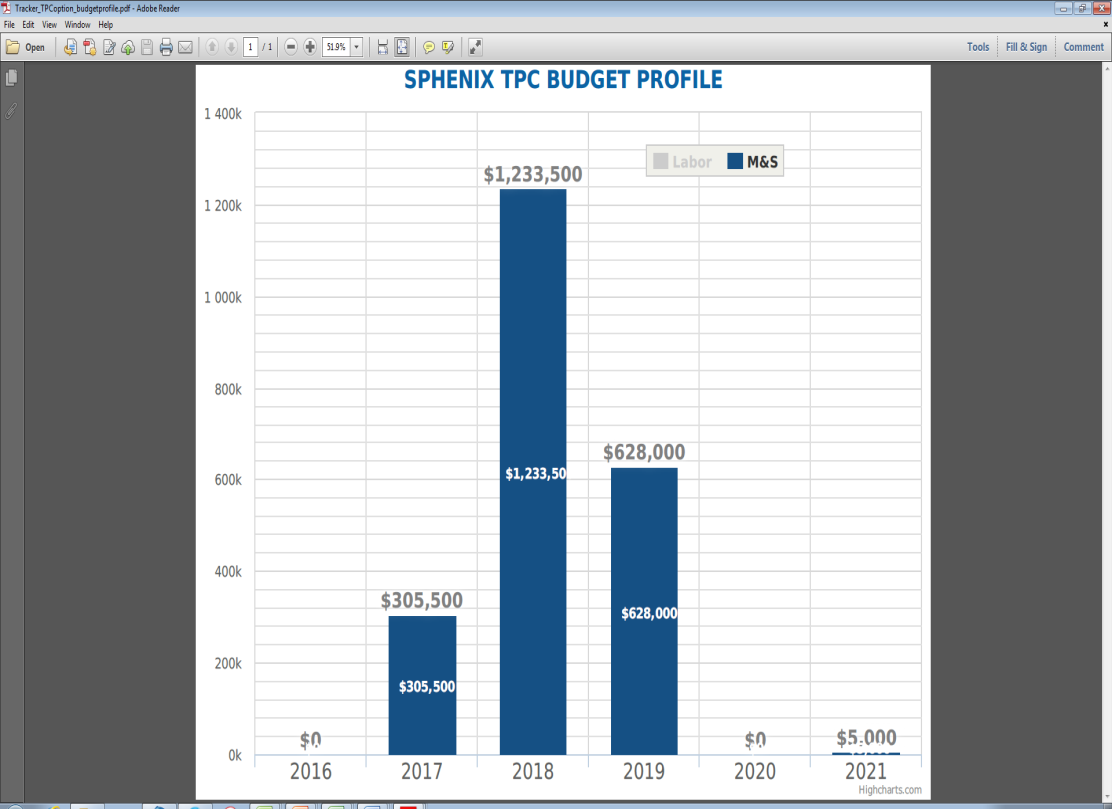 Tracker_TPCoption_budgetprofile.pdf - Adobe Reader
File Edit View Window Help
Open 1 / 1 51.9% Tools Fill & Sign Comment
SPHENIX TPC BUDGET PROFILE
1 400k
Labor M&S
$1,233,500
1 200k
1 000k
800k
$628,000
$1,233,50
600k
$305,500
400k
$628,000
200k
$305,500
$0 $0 $5,000
0k
2016 2017 2018 2019 2020 2021
Highcharts.com